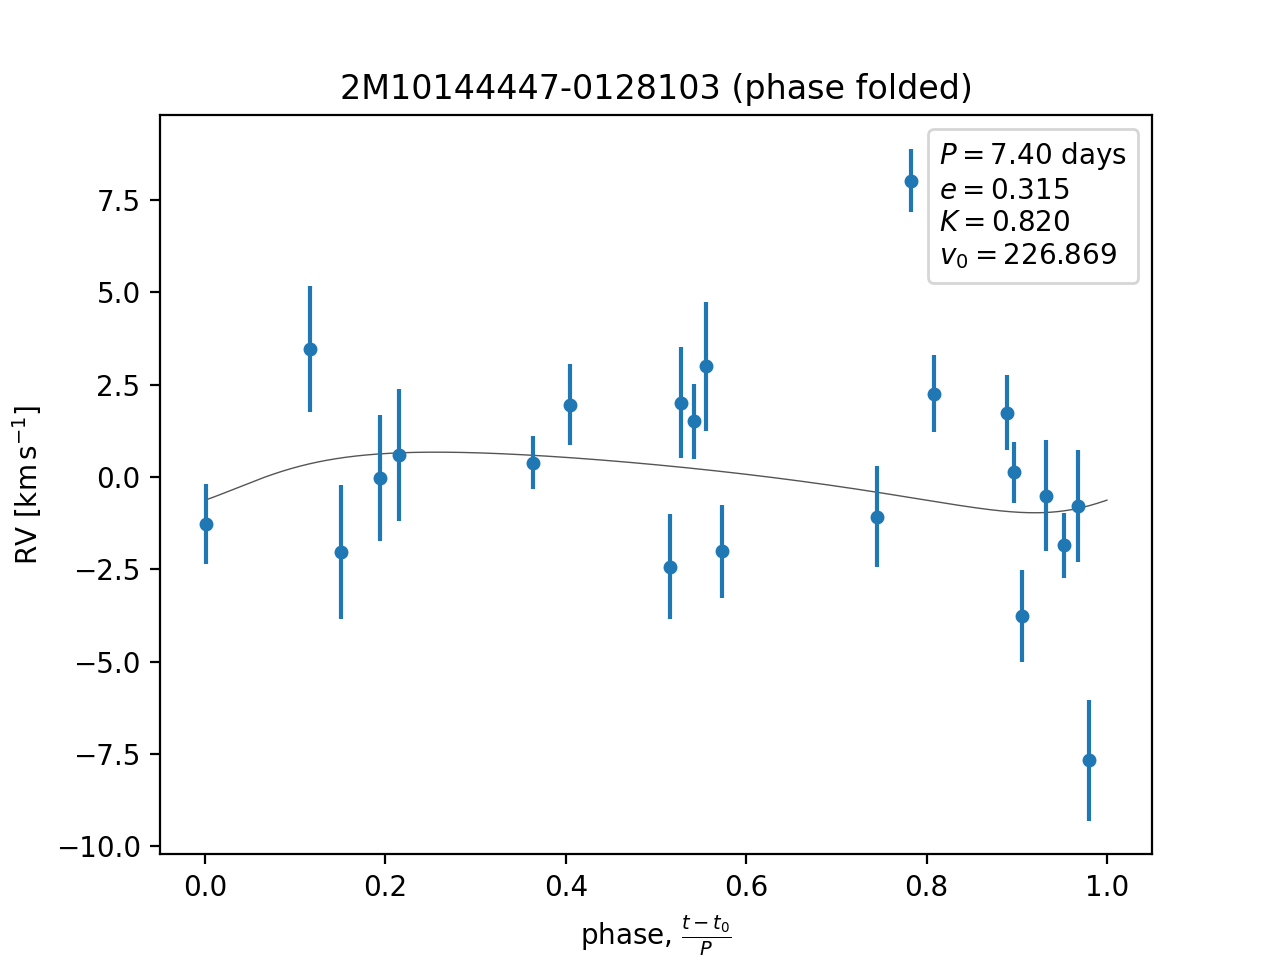 2M10144447-0128103 (phase folded)
P = 7.40 days
e = 0.315
K = 0.820
v₀ = 226.869
RV [km s⁻¹]
7.5
5.0
2.5
0.0
−2.5
−5.0
−7.5
−10.0
0.0 0.2 0.4 0.6 0.8 1.0
phase, (t − t₀)/P